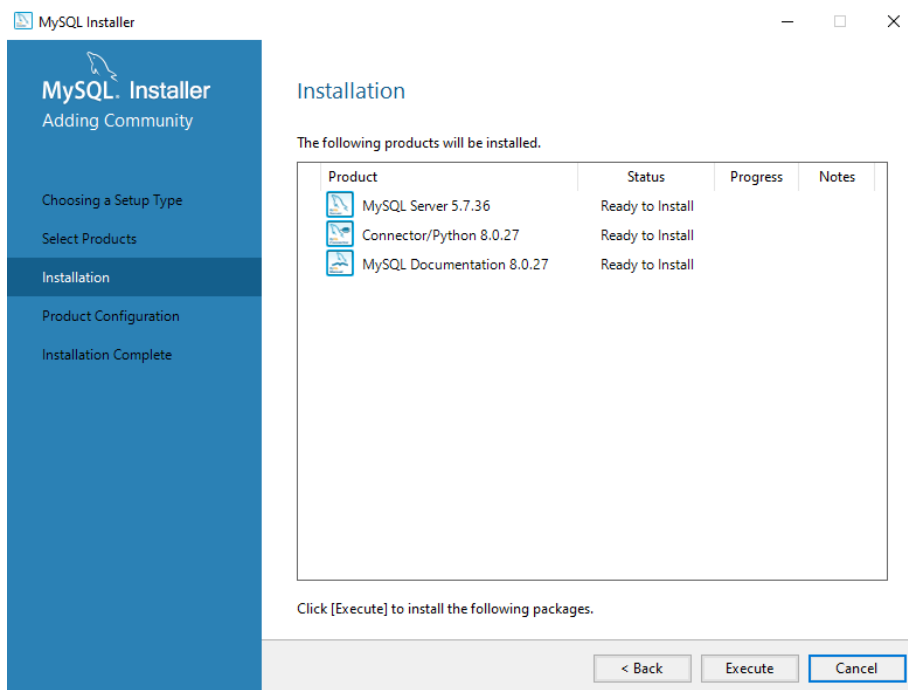 MySQL Installer
MySQL. Installer
Adding Community
Choosing a Setup Type
Select Products
Installation
Product Configuration
Installation Complete
Installation
The following products will be installed.
Product Status Progress Notes
MySQL Server 5.7.36 Ready to Install
Connector/Python 8.0.27 Ready to Install
MySQL Documentation 8.0.27 Ready to Install
Click [Execute] to install the following packages.
< Back Execute Cancel